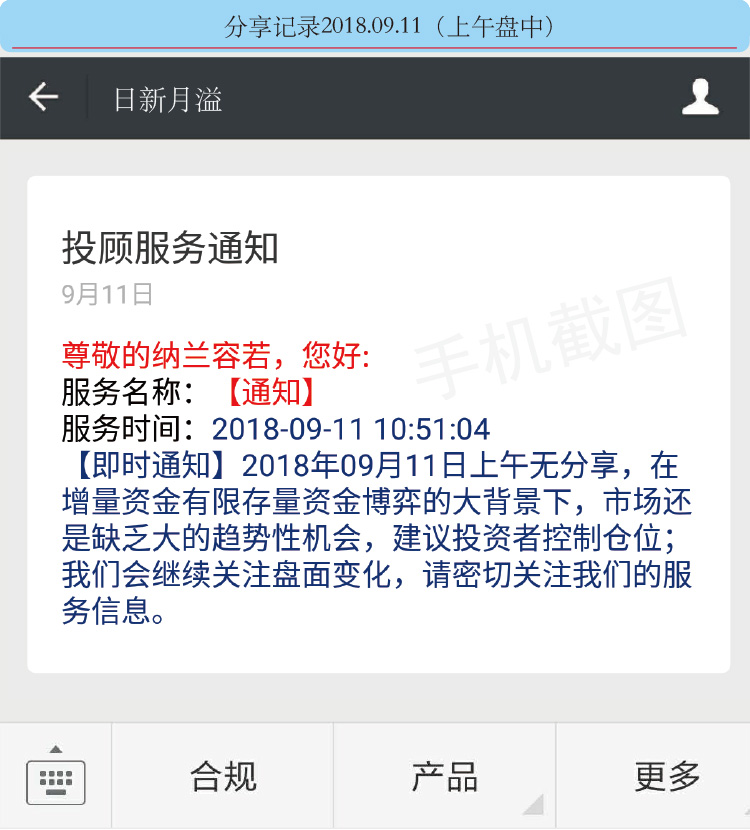 分享记录2018.09.11（上午盘中）
日新月溢
投顾服务通知
9月11日
手机截图
尊敬的纳兰容若，您好:
服务名称：【通知】
服务时间：2018-09-11 10:51:04
【即时通知】2018年09月11日上午无分享，在
增量资金有限存量资金博弈的大背景下，市场还
是缺乏大的趋势性机会，建议投资者控制仓位；
我们会继续关注盘面变化，请密切关注我们的服
务信息。
合规
产品
更多